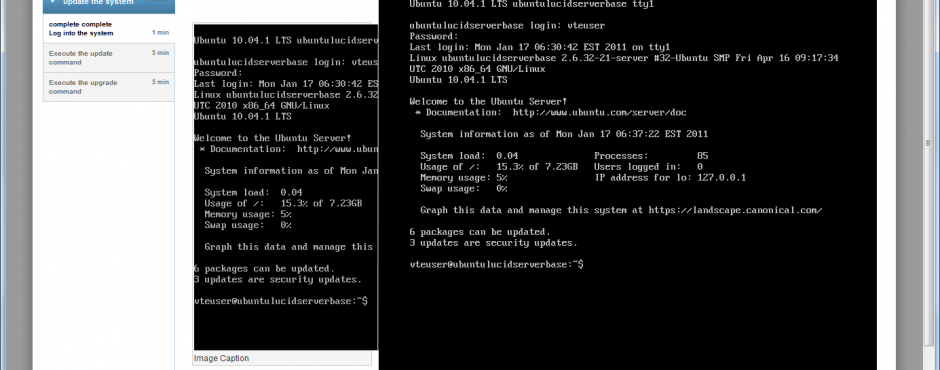 update the system
complete complete
Log into the system 1 min
Execute the update 3 min
command
Execute the upgrade 5 min
command
Ubuntu 10.04.1 LTS ubuntulucidserv
ubuntulucidserverbase login: vteus
Password:
Last login: Mon Jan 17 06:30:42 ES
Linux ubuntulucidserverbase 2.6.32
UTC 2010 x86_64 GNU/Linux
Ubuntu 10.04.1 LTS
Welcome to the Ubuntu Server!
* Documentation: http://www.ubun
System information as of Mon Jan
System load: 0.04
Usage of /: 15.3% of 7.23GB
Memory usage: 5%
Swap usage: 0%
Graph this data and manage this
6 packages can be updated.
3 updates are security updates.
vteuser@ubuntulucidserverbase:~$
Image Caption
Ubuntu 10.04.1 LTS ubuntulucidserverbase tty1
ubuntulucidserverbase login: vteuser
Password:
Last login: Mon Jan 17 06:30:42 EST 2011 on tty1
Linux ubuntulucidserverbase 2.6.32-21-server #32-Ubuntu SMP Fri Apr 16 09:17:34
UTC 2010 x86_64 GNU/Linux
Ubuntu 10.04.1 LTS
Welcome to the Ubuntu Server!
* Documentation: http://www.ubuntu.com/server/doc
System information as of Mon Jan 17 06:37:22 EST 2011
System load: 0.04 Processes: 85
Usage of /: 15.3% of 7.23GB Users logged in: 0
Memory usage: 5% IP address for lo: 127.0.0.1
Swap usage: 0%
Graph this data and manage this system at https://landscape.canonical.com/
6 packages can be updated.
3 updates are security updates.
vteuser@ubuntulucidserverbase:~$